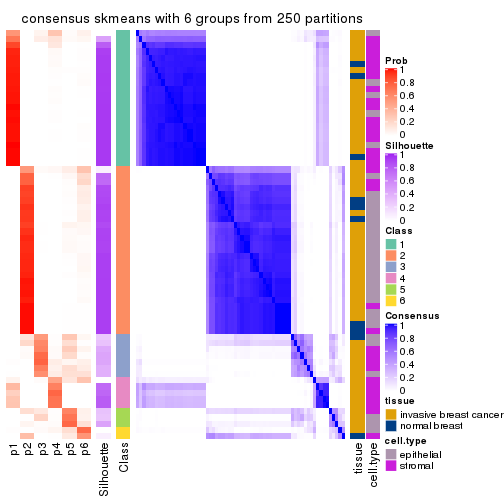 consensus skmeans with 6 groups from 250 partitions
Prob
1
0.8
0.6
0.4
0.2
0
Silhouette
1
0.8
0.6
0.4
0.2
0
Class
1
2
3
4
5
6
Consensus
1
0.8
0.6
0.4
0.2
0
tissue
invasive breast cancer
normal breast
cell.type
epithelial
stromal
p1
p2
p3
p4
p5
p6
Silhouette
Class
tissue
cell.type